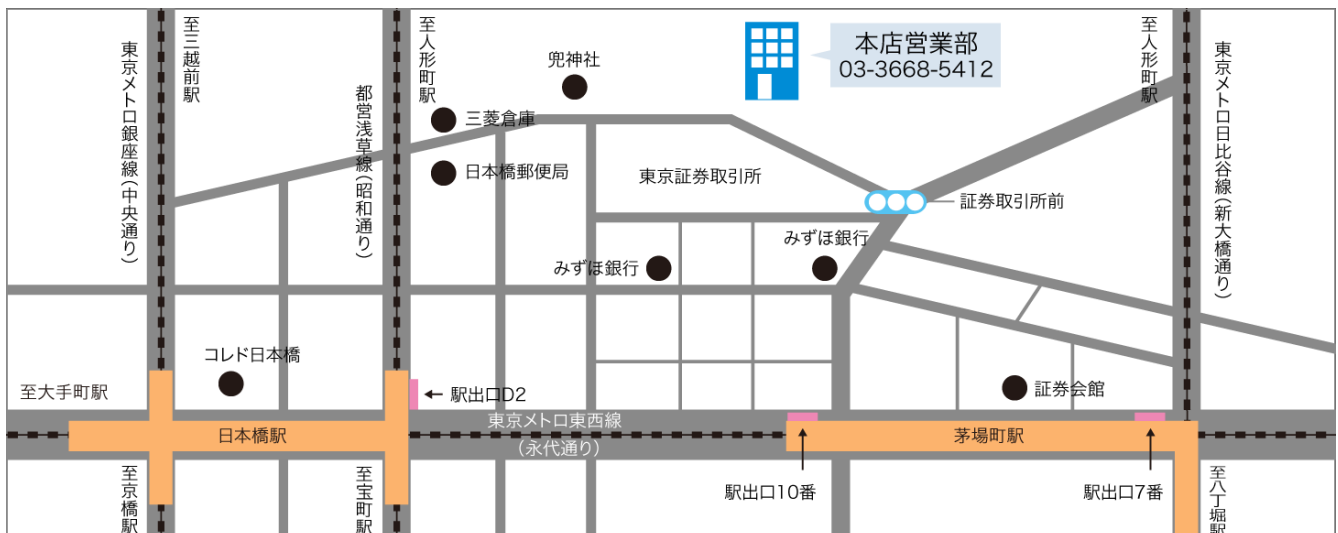 至三越前駅
東京メトロ銀座線(中央通り)
至人形町駅
都営浅草線(昭和通り)
兜神社
三菱倉庫
日本橋郵便局
本店営業部
03-3668-5412
至人形町駅
東京メトロ日比谷線(新大橋通り)
東京証券取引所
証券取引所前
みずほ銀行
みずほ銀行
コレド日本橋
至大手町駅
駅出口D2
証券会館
東京メトロ東西線
(永代通り)
日本橋駅
茅場町駅
駅出口10番
駅出口7番
至京橋駅
至宝町駅
至八丁堀駅